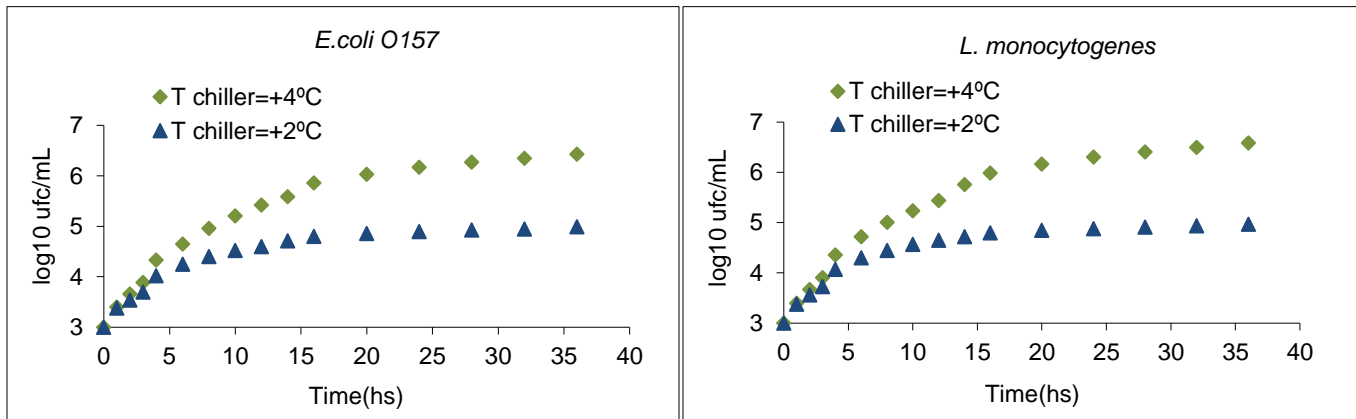 E.coli O157
T chiller=+4ºC
T chiller=+2ºC
7
6
5
4
3
log10 ufc/mL
0 5 10 15 20 25 30 35 40
Time(hs)
L. monocytogenes
T chiller=+4ºC
T chiller=+2ºC
7
6
5
4
3
log10 ufc/mL
0 5 10 15 20 25 30 35 40
Time(hs)